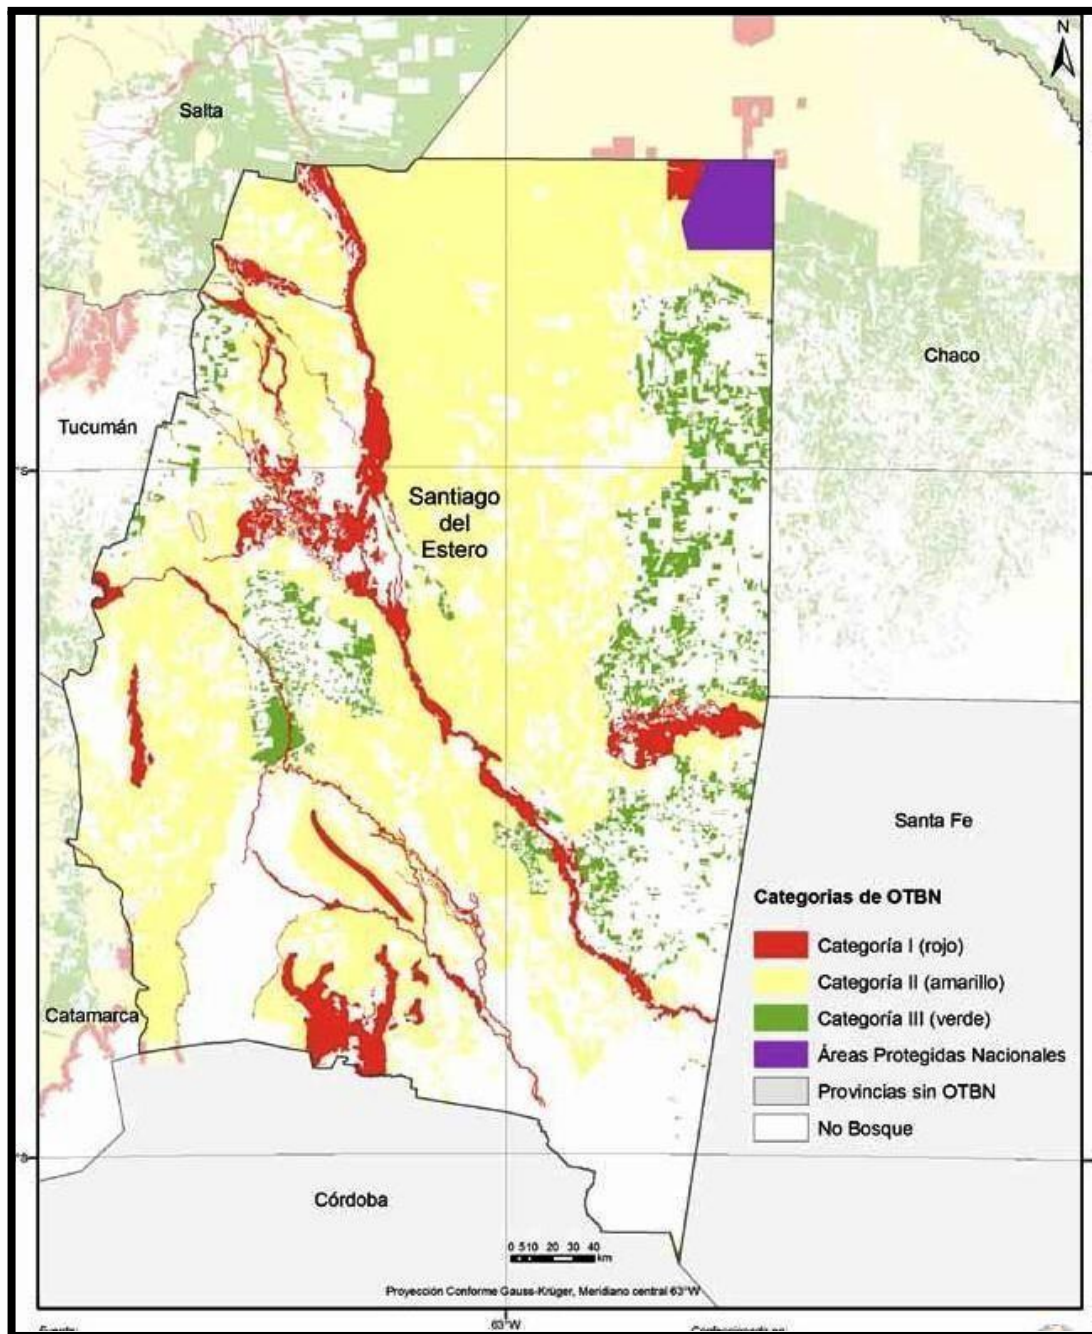 N
Salta
Chaco
Tucumán
Santiago
del
Estero
Santa Fe
Categorias de OTBN
Categoría I (rojo)
Categoría II (amarillo)
Categoría III (verde)
Áreas Protegidas Nacionales
Provincias sin OTBN
No Bosque
Catamarca
Córdoba
0 5 10 20 30 40
km
Proyección Conforme Gauss-Krüger, Meridiano central 63°W
63°W